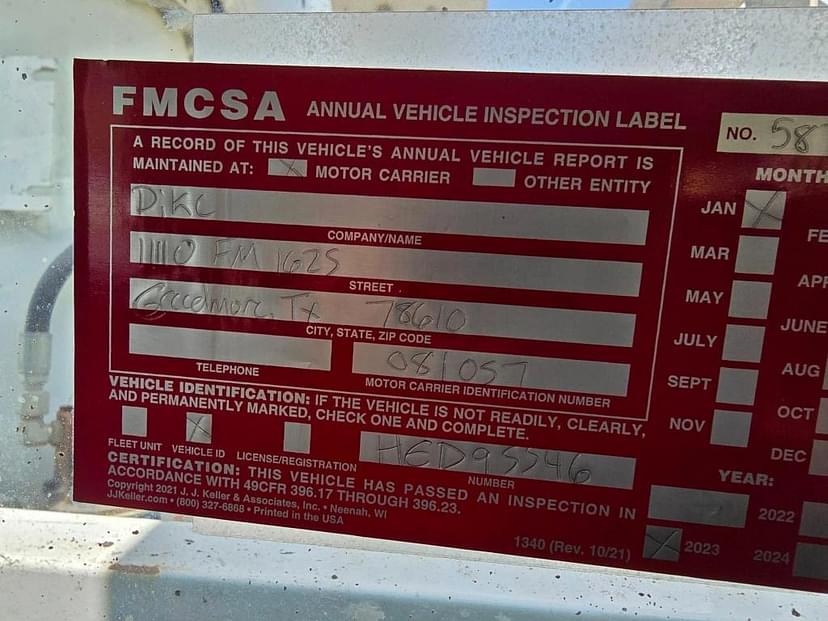 FMCSA ANNUAL VEHICLE INSPECTION LABEL
NO. 587
A RECORD OF THIS VEHICLE'S ANNUAL VEHICLE REPORT IS
MAINTAINED AT: X MOTOR CARRIER OTHER ENTITY
DiKC
COMPANY/NAME
11110 FM 1625
STREET
Creedmore, TX 78610
CITY, STATE, ZIP CODE
081057
TELEPHONE MOTOR CARRIER IDENTIFICATION NUMBER
VEHICLE IDENTIFICATION: IF THE VEHICLE IS NOT READILY, CLEARLY,
AND PERMANENTLY MARKED, CHECK ONE AND COMPLETE.
X
FLEET UNIT VEHICLE ID LICENSE/REGISTRATION
HED95546
NUMBER
CERTIFICATION: THIS VEHICLE HAS PASSED AN INSPECTION IN
ACCORDANCE WITH 49CFR 396.17 THROUGH 396.23.
Copyright 2021 J. J. Keller & Associates, Inc. • Neenah, WI
JJKeller.com • (800) 327-6868 • Printed in the USA
1340 (Rev. 10/21)
MONTH
JAN X
FE
MAR
APR
MAY
JUNE
JULY
AUG
SEPT
OCT
NOV
DEC
YEAR:
2022
X 2023
2024